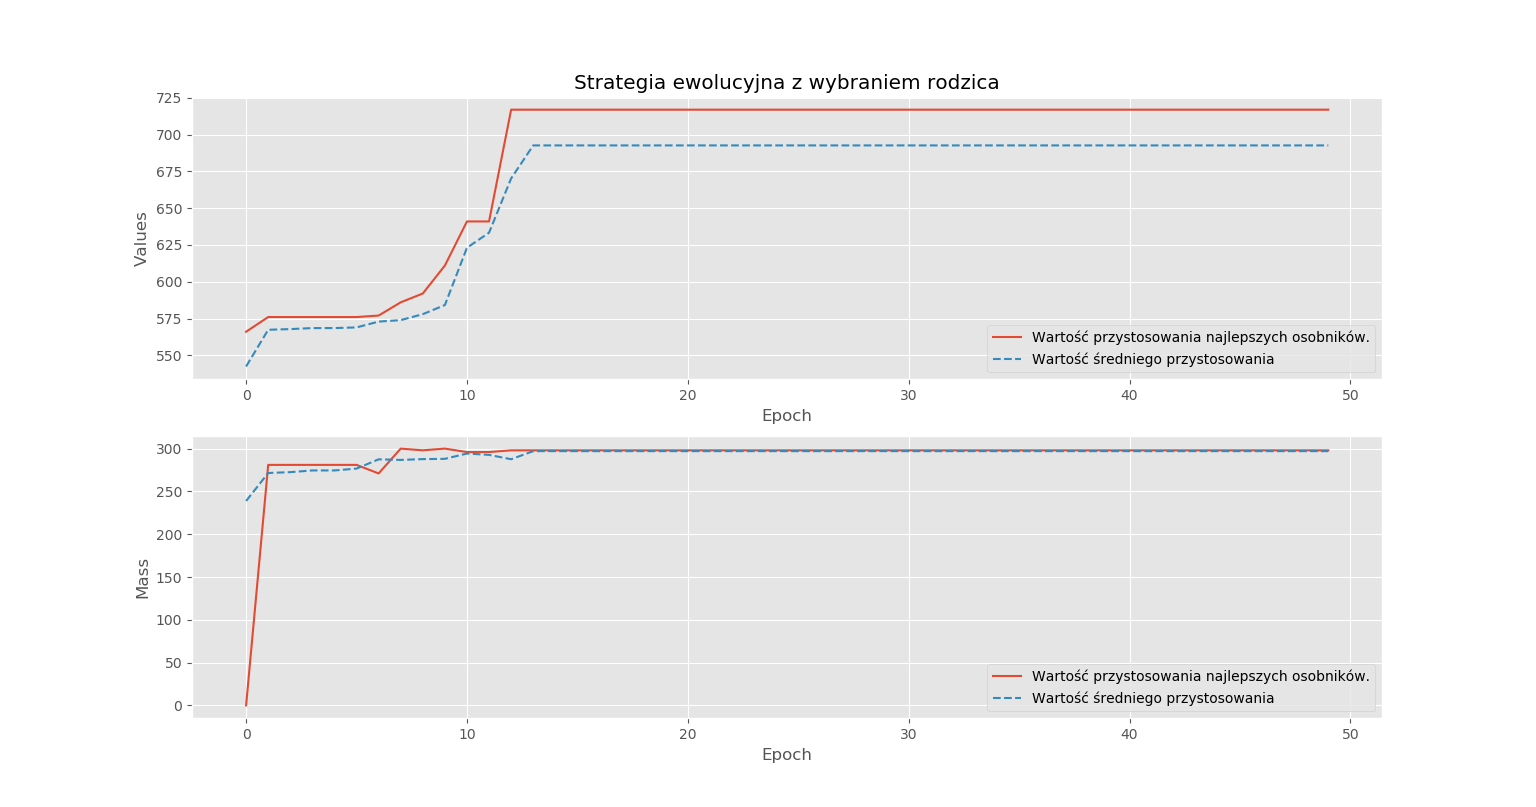 Strategia ewolucyjna z wybraniem rodzica
725
700
675
650
625
600
575
550
Values
0 10 20 30 40 50
Epoch
Wartość przystosowania najlepszych osobników.
Wartość średniego przystosowania
300
250
200
150
100
50
0
Mass
0 10 20 30 40 50
Epoch
Wartość przystosowania najlepszych osobników.
Wartość średniego przystosowania